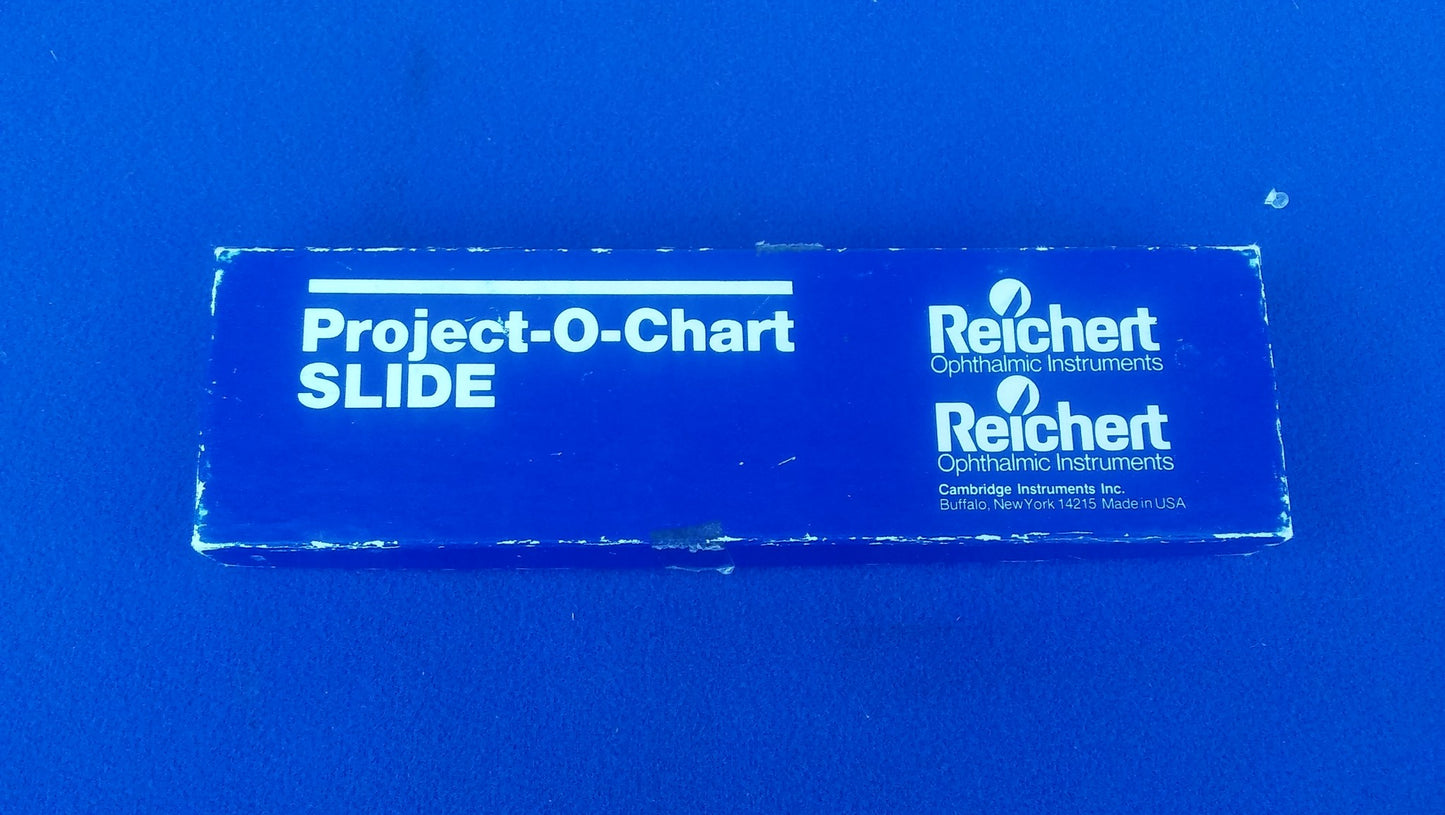 Project-O-Chart
SLIDE
Reichert
Ophthalmic Instruments
Reichert
Ophthalmic Instruments
Cambridge Instruments Inc.
Buffalo, New York 14215 Made in USA